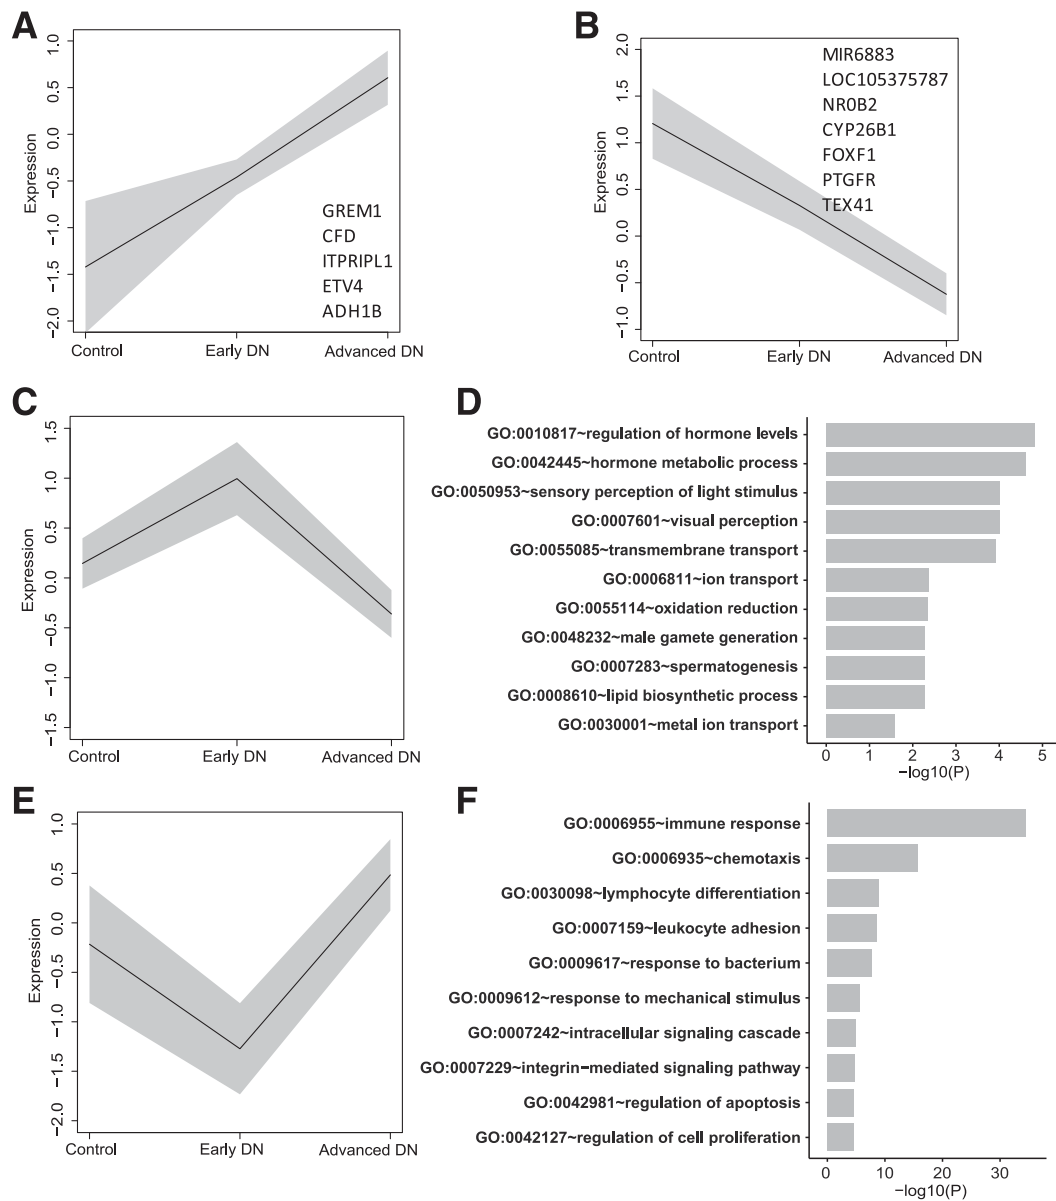 A
Expression
1.0
0.5
0.0
−0.5
−1.0
−1.5
−2.0
GREM1
CFD
ITPRIPL1
ETV4
ADH1B
Control
Early DN
Advanced DN
B
Expression
2.0
1.5
1.0
0.5
0.0
−0.5
−1.0
MIR6883
LOC105375787
NR0B2
CYP26B1
FOXF1
PTGFR
TEX41
Control
Early DN
Advanced DN
C
Expression
1.5
1.0
0.5
0.0
−0.5
−1.0
−1.5
Control
Early DN
Advanced DN
D
GO:0010817~regulation of hormone levels
GO:0042445~hormone metabolic process
GO:0050953~sensory perception of light stimulus
GO:0007601~visual perception
GO:0055085~transmembrane transport
GO:0006811~ion transport
GO:0055114~oxidation reduction
GO:0048232~male gamete generation
GO:0007283~spermatogenesis
GO:0008610~lipid biosynthetic process
GO:0030001~metal ion transport
0 1 2 3 4 5
−log10(P)
E
Expression
1.0
0.5
0.0
−0.5
−1.0
−1.5
−2.0
Control
Early DN
Advanced DN
F
GO:0006955~immune response
GO:0006935~chemotaxis
GO:0030098~lymphocyte differentiation
GO:0007159~leukocyte adhesion
GO:0009617~response to bacterium
GO:0009612~response to mechanical stimulus
GO:0007242~intracellular signaling cascade
GO:0007229~integrin−mediated signaling pathway
GO:0042981~regulation of apoptosis
GO:0042127~regulation of cell proliferation
0 10 20 30
−log10(P)